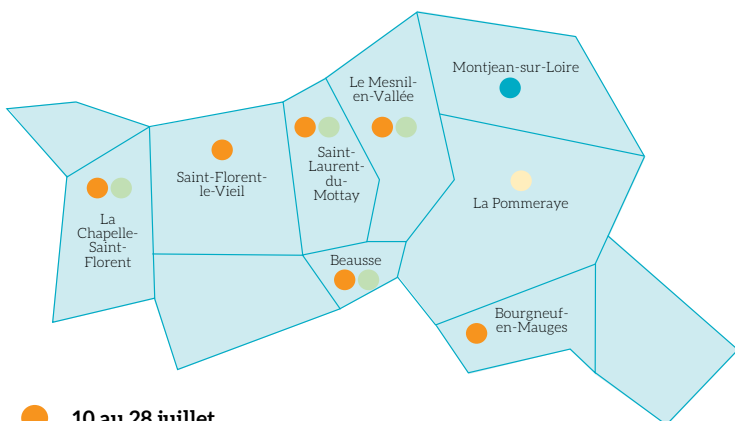 Montjean-sur-Loire
Le Mesnil-
en-Vallée
Saint-
Laurent-
du-
Mottay
Saint-Florent-
le-Vieil
La Pommeraye
La
Chapelle-
Saint-
Florent
Beausse
Bourgneuf-
en-Mauges
10 au 28 juillet